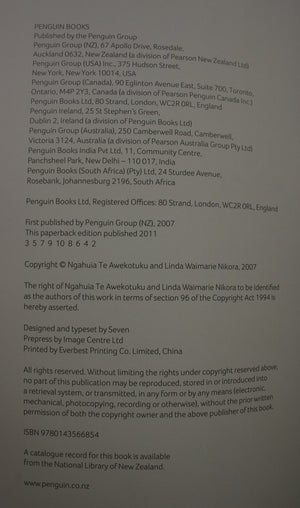 PENGUIN BOOKS
Published by the Penguin Group
Penguin Group (NZ), 67 Apollo Drive, Rosedale,
Auckland 0632, New Zealand (a division of Pearson New Zealand Ltd)
Penguin Group (USA) Inc., 375 Hudson Street,
New York, New York 10014, USA
Penguin Group (Canada), 90 Eglinton Avenue East, Suite 700, Toronto,
Ontario, M4P 2Y3, Canada (a division of Pearson Penguin Canada Inc.)
Penguin Books Ltd, 80 Strand, London, WC2R 0RL, England
Penguin Ireland, 25 St Stephen's Green,
Dublin 2, Ireland (a division of Penguin Books Ltd)
Penguin Group (Australia), 250 Camberwell Road, Camberwell,
Victoria 3124, Australia (a division of Pearson Australia Group Pty Ltd)
Penguin Books India Pvt Ltd, 11, Community Centre,
Panchsheel Park, New Delhi – 110 017, India
Penguin Books (South Africa) (Pty) Ltd, 24 Sturdee Avenue,
Rosebank, Johannesburg 2196, South Africa
Penguin Books Ltd, Registered Offices: 80 Strand, London, WC2R 0RL, England
First published by Penguin Group (NZ), 2007
This paperback edition published 2011
3 5 7 9 10 8 6 4 2
Copyright © Ngahuia Te Awekotuku and Linda Waimarie Nikora, 2007
The right of Ngahuia Te Awekotuku and Linda Waimarie Nikora to be identified
as the authors of this work in terms of section 96 of the Copyright Act 1994 is
hereby asserted.
Designed and typeset by Seven
Prepress by Image Centre Ltd
Printed by Everbest Printing Co. Limited, China
All rights reserved. Without limiting the rights under copyright reserved above,
no part of this publication may be reproduced, stored in or introduced into
a retrieval system, or transmitted, in any form or by any means (electronic,
mechanical, photocopying, recording or otherwise), without the prior written
permission of both the copyright owner and the above publisher of this book.
ISBN 9780143566854
A catalogue record for this book is available
from the National Library of New Zealand.
www.penguin.co.nz